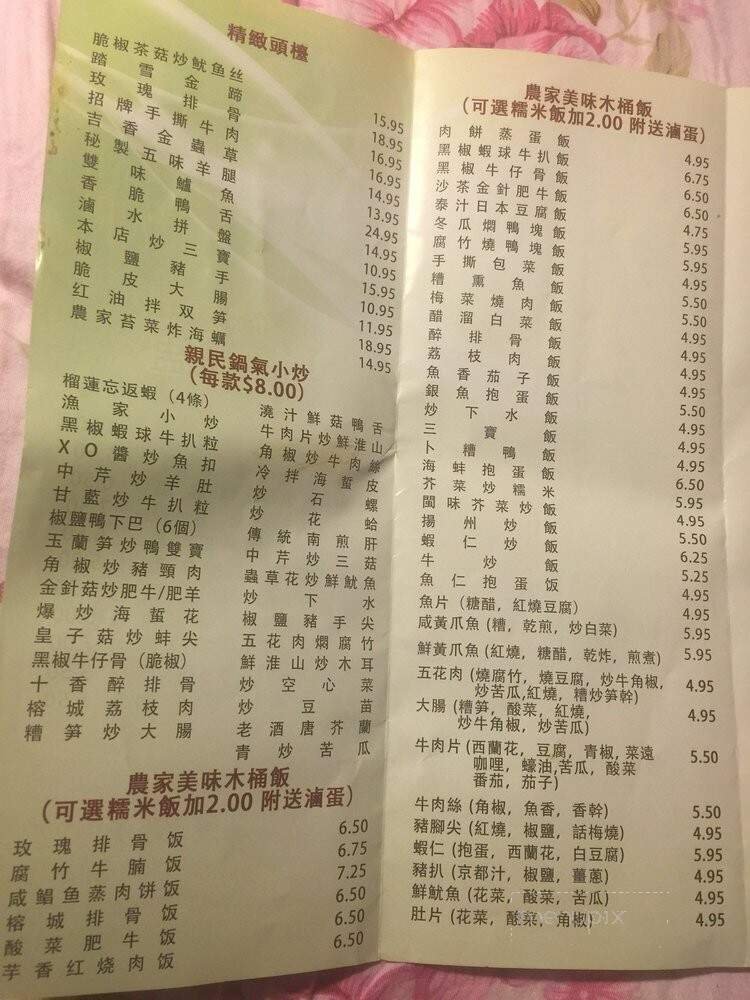 精緻頭檯
脆椒茶菇炒魷鱼丝 15.95
踏雪金蹄 18.95
玫瑰排骨 16.95
招牌手撕牛肉 16.95
吉香金蟲草 14.95
秘製五味羊腿 13.95
雙味鱸魚 24.95
香脆鴨舌 14.95
滷水拼盤 10.95
本店炒三寶 15.95
椒鹽豬手 10.95
脆皮大腸 11.95
红油拌双笋 18.95
農家苔菜炸海蠣 14.95
親民鍋氣小炒
(每款$8.00)
榴蓮忘返蝦 (4條)
漁家小炒
黑椒蝦球牛扒粒
XO醬炒魚扣
中芹炒羊肚
甘藍炒牛扒粒
椒鹽鴨下巴 (6個)
玉蘭笋炒鴨雙寶
角椒炒豬頸肉
金針菇炒肥牛/肥羊
爆炒海蜇花
皇子菇炒蚌尖
黑椒牛仔骨 (脆椒)
十香醉排骨
榕城荔枝肉
糟笋炒大腸
澆汁鮮菇鴨舌
牛肉片炒鮮淮山
角椒炒牛肉絲
冷拌海蜇皮
炒石螺
炒花蛤
傳統南煎肝
中芹炒三菇
蟲草花炒鮮魷魚
炒下水
椒鹽豬手尖
五花肉燜腐竹
鮮淮山炒木耳
炒空心菜
炒豆苗
老酒唐芥蘭
青炒苦瓜
農家美味木桶飯
(可選糯米飯加2.00 附送滷蛋)
玫瑰排骨饭 6.50
腐竹牛腩饭 6.75
咸鲳鱼蒸肉饼饭 7.25
榕城排骨饭 6.50
酸菜肥牛饭 6.50
芋香红烧肉饭 6.50
農家美味木桶飯
(可選糯米飯加2.00 附送滷蛋)
肉餅蒸蛋飯 4.95
黑椒蝦球牛扒飯 6.75
黑椒牛仔骨飯 6.50
沙茶金針肥牛飯 6.50
泰汁日本豆腐飯 4.75
冬瓜燜鴨塊飯 5.95
腐竹燒鴨塊飯 5.95
手撕包菜飯 4.95
糟熏魚飯 5.50
梅菜燒肉飯 5.50
醋溜白菜飯 4.95
醉排骨飯 4.95
荔枝肉飯 4.95
魚香茄子飯 4.95
銀魚抱蛋飯 5.50
炒下水飯 4.95
三寶飯 4.95
卜糟鴨飯 4.95
海蚌抱蛋飯 6.50
芥菜炒糯米 5.95
閩味芥菜炒飯 4.95
揚州炒飯 5.50
蝦仁炒飯 6.25
牛炒飯 5.25
魚仁抱蛋饭 4.95
魚片 (糖醋，紅燒豆腐) 4.95
咸黃爪魚 (糟，乾煎，炒白菜) 5.95
鮮黃爪魚 (紅燒，糖醋，乾炸，煎煮) 5.95
五花肉 (燒腐竹，燒豆腐，炒牛角椒， 4.95
炒苦瓜,紅燒，糟炒笋幹)
大腸 (糟笋，酸菜，紅燒， 4.95
炒牛角椒，炒苦瓜)
牛肉片 (西蘭花，豆腐，青椒,菜遠 5.50
咖哩，蠔油,苦瓜，酸菜
番茄，茄子)
牛肉絲 (角椒，魚香，香幹) 5.50
豬腳尖 (紅燒，椒鹽，話梅燒) 4.95
蝦仁 (抱蛋，西蘭花，白豆腐) 5.95
豬扒 (京都汁，椒鹽，薑蔥) 4.95
鮮魷魚 (花菜，酸菜，苦瓜) 4.95
肚片 (花菜，酸菜，角椒) 4.95